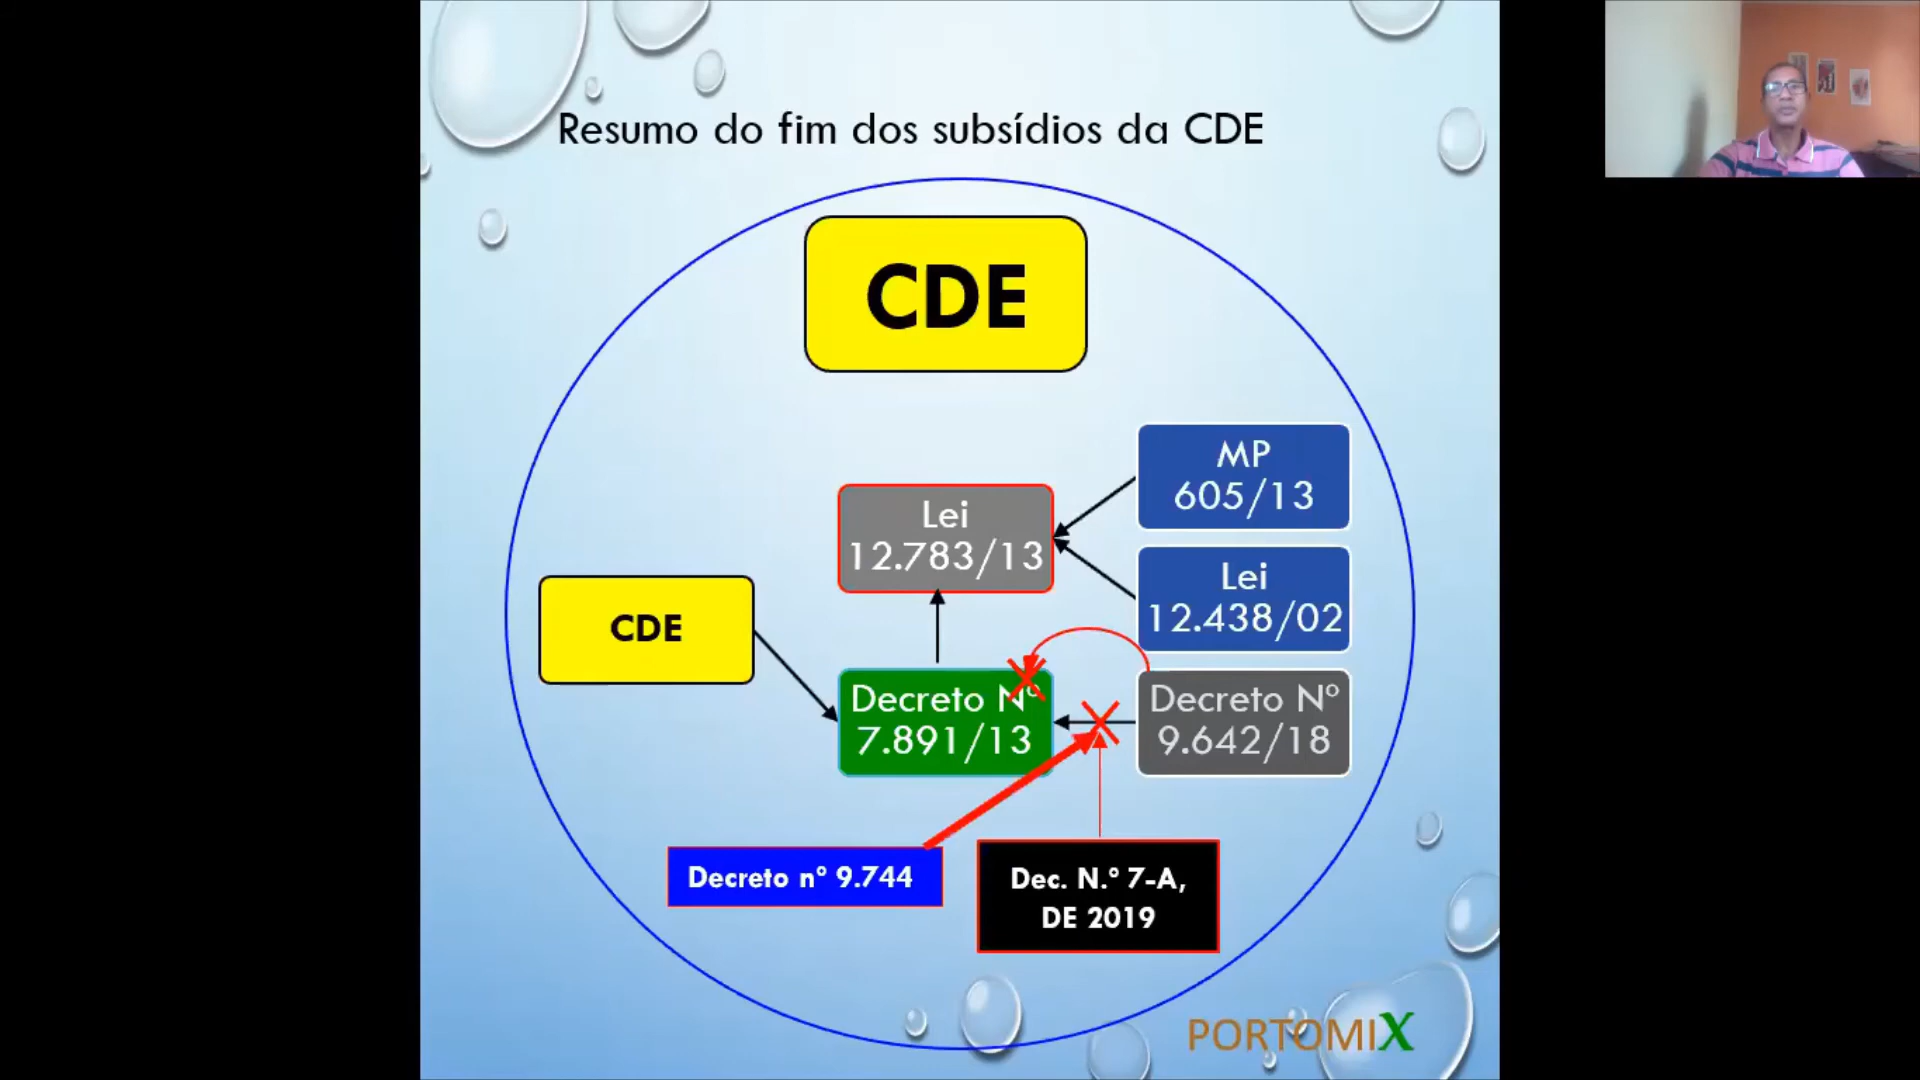 Resumo do fim dos subsídios da CDE
CDE
MP
605/13
Lei
12.783/13
Lei
12.438/02
CDE
Decreto Nº
7.891/13
Decreto Nº
9.642/18
Decreto nº 9.744
Dec. N.º 7-A,
DE 2019
PORTOMIX